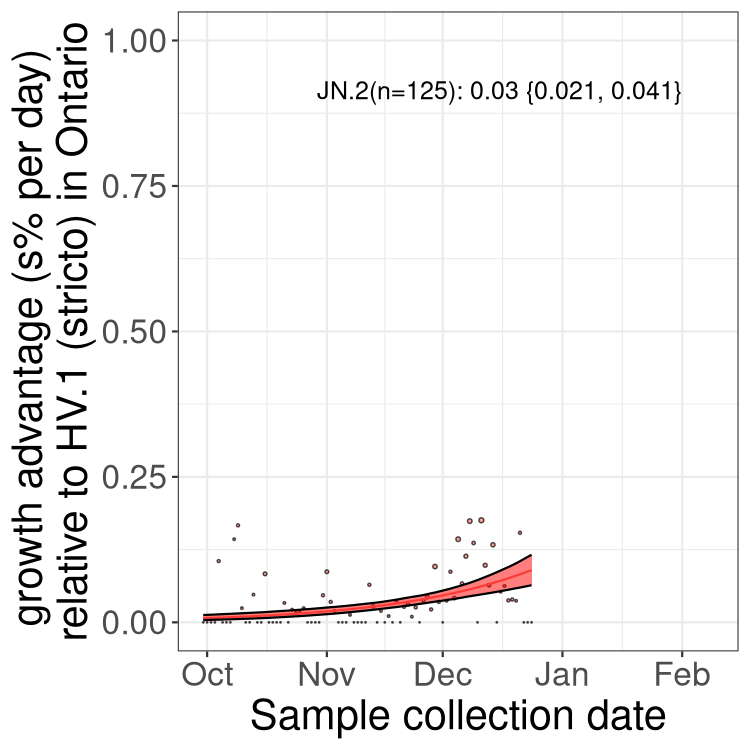 growth advantage (s% per day)
relative to HV.1 (stricto) in Ontario
1.00
0.75
0.50
0.25
0.00
JN.2(n=125): 0.03 {0.021, 0.041}
Oct Nov Dec Jan Feb
Sample collection date